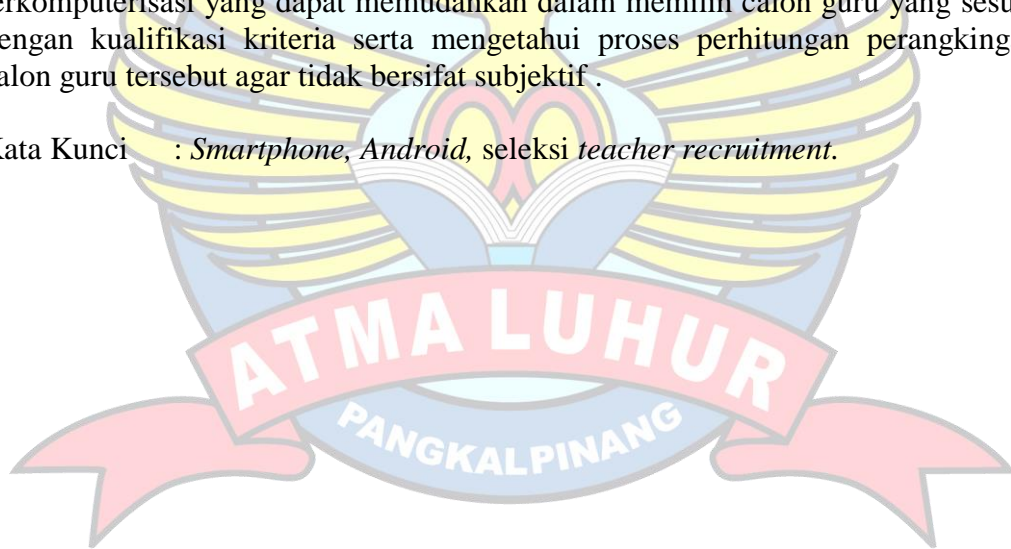 erkomputerisasi yang dapat memudahkan dalam memilih calon guru yang sesu
engan kualifikasi kriteria serta mengetahui proses perhitungan perangking
alon guru tersebut agar tidak bersifat subjektif .
Kata Kunci : Smartphone, Android, seleksi teacher recruitment.
ATMA LUHUR
PANGKALPINANG